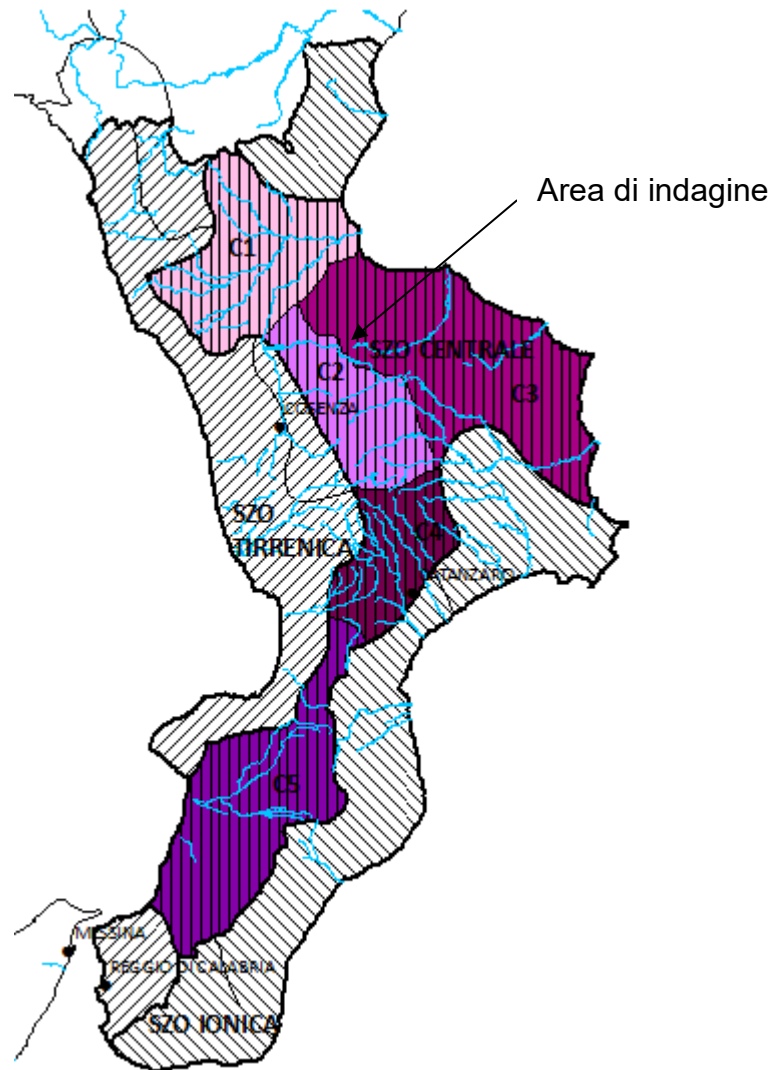 Area di indagine
C1
SZO CENTRALE
C2
C3
COSENZA
SZO
TIRRENICA
C4
CATANZARO
C5
MESSINA
REGGIO DI CALABRIA
SZO IONICA